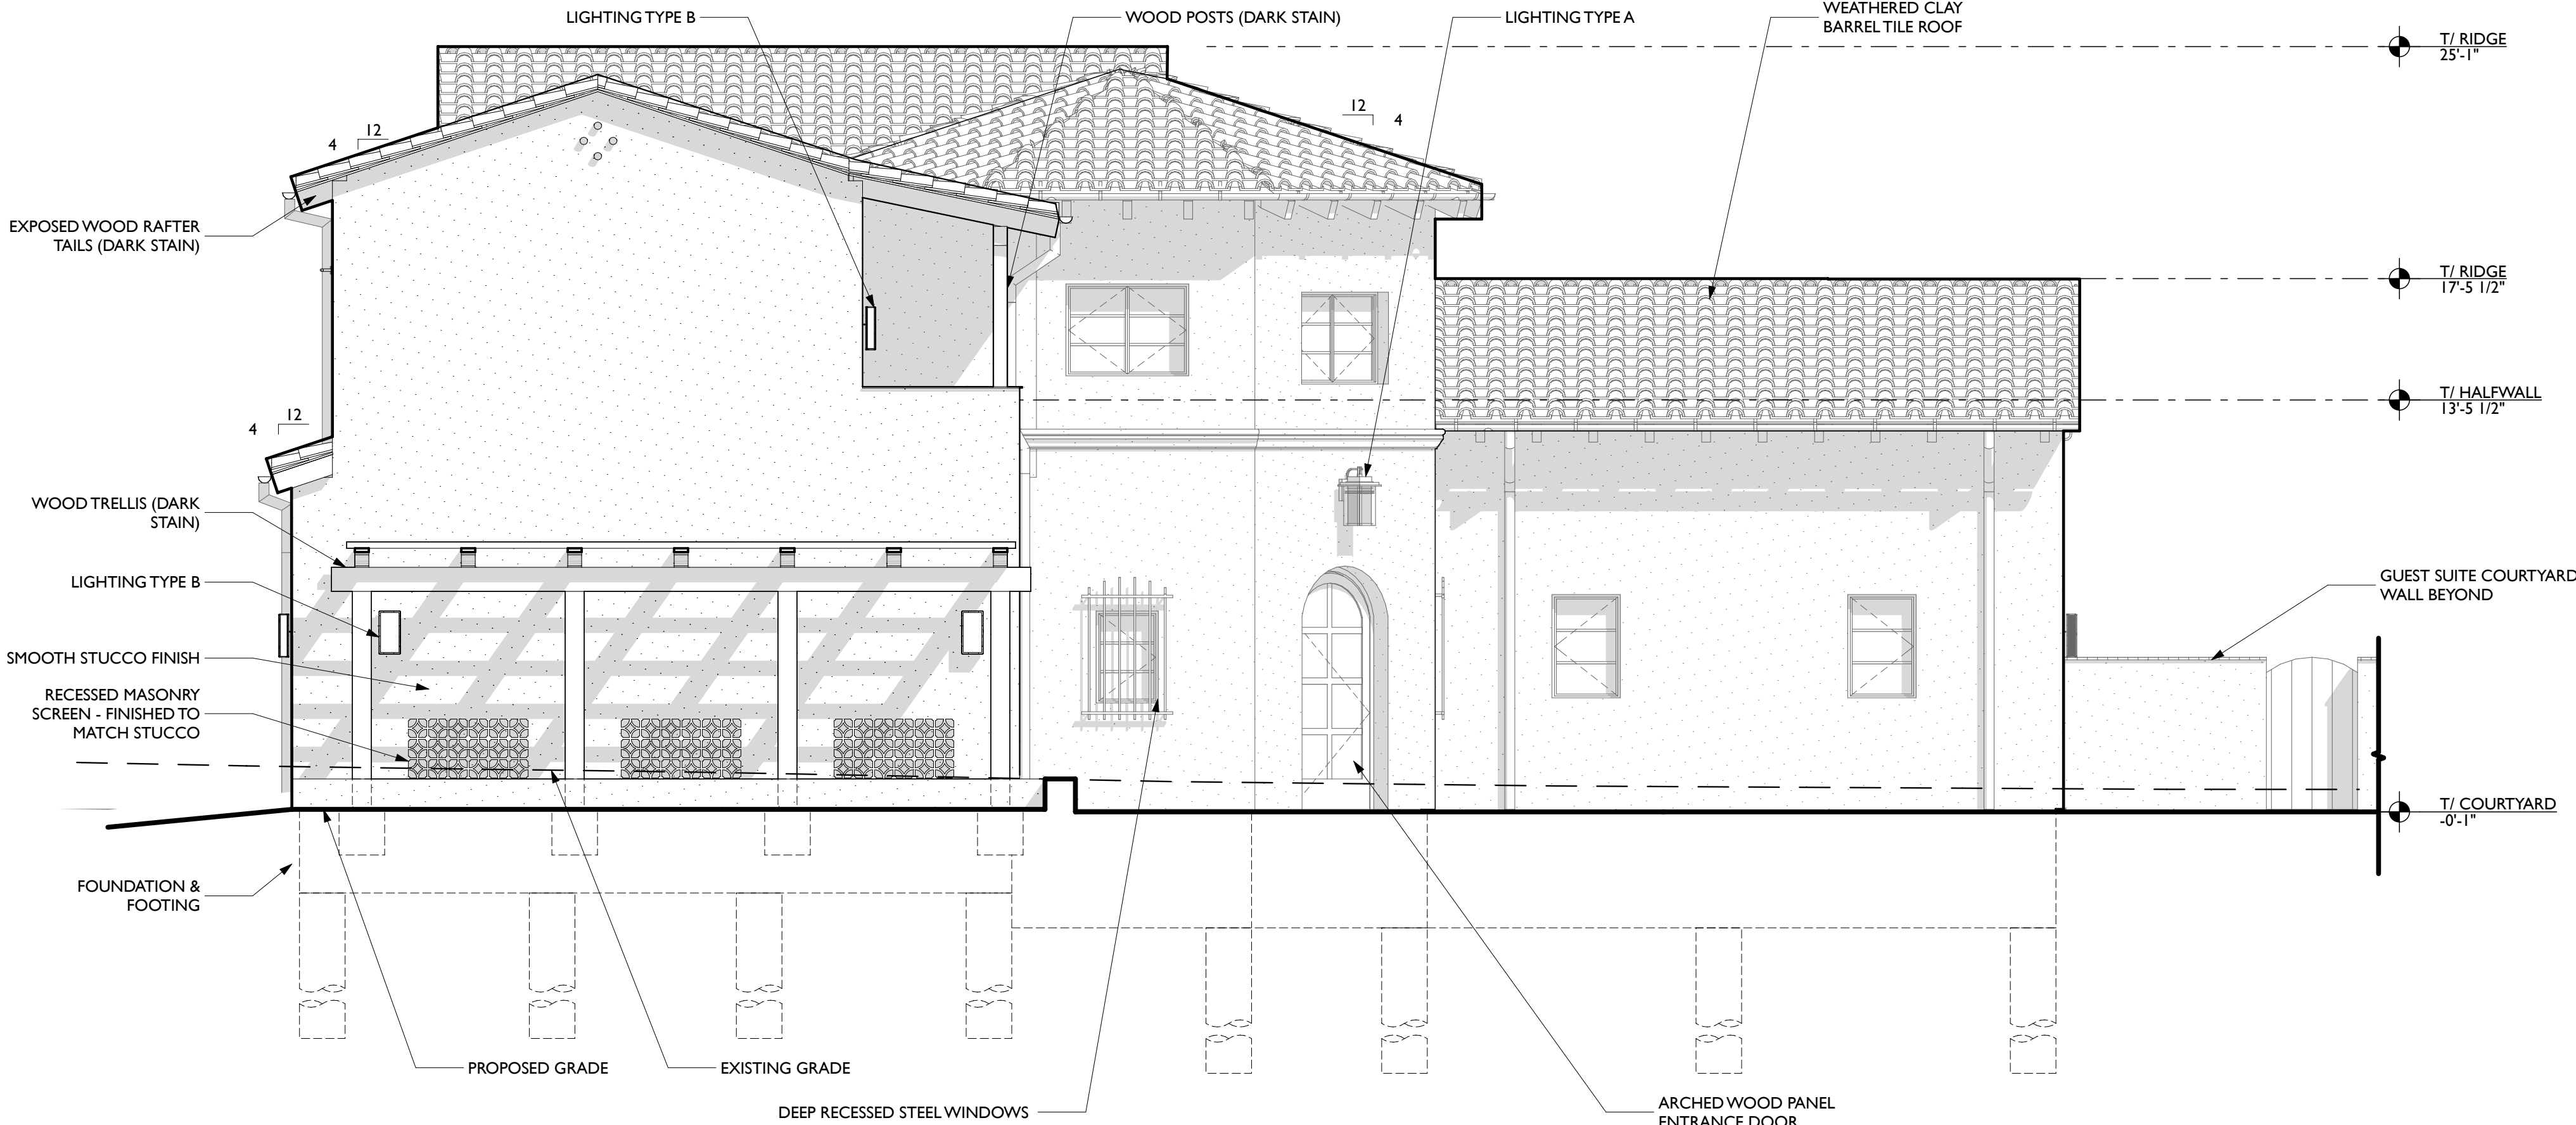 LIGHTING TYPE B
WOOD POSTS (DARK STAIN)
LIGHTING TYPE A
WEATHERED CLAY
BARREL TILE ROOF
T/ RIDGE
25'-1"
12
4
12
4
EXPOSED WOOD RAFTER
TAILS (DARK STAIN)
T/ RIDGE
17'-5 1/2"
T/ HALFWALL
13'-5 1/2"
12
4
WOOD TRELLIS (DARK
STAIN)
LIGHTING TYPE B
GUEST SUITE COURTYARD
WALL BEYOND
SMOOTH STUCCO FINISH
RECESSED MASONRY
SCREEN - FINISHED TO
MATCH STUCCO
T/ COURTYARD
-0'-1"
FOUNDATION &
FOOTING
PROPOSED GRADE
EXISTING GRADE
DEEP RECESSED STEEL WINDOWS
ARCHED WOOD PANEL
ENTRANCE DOOR